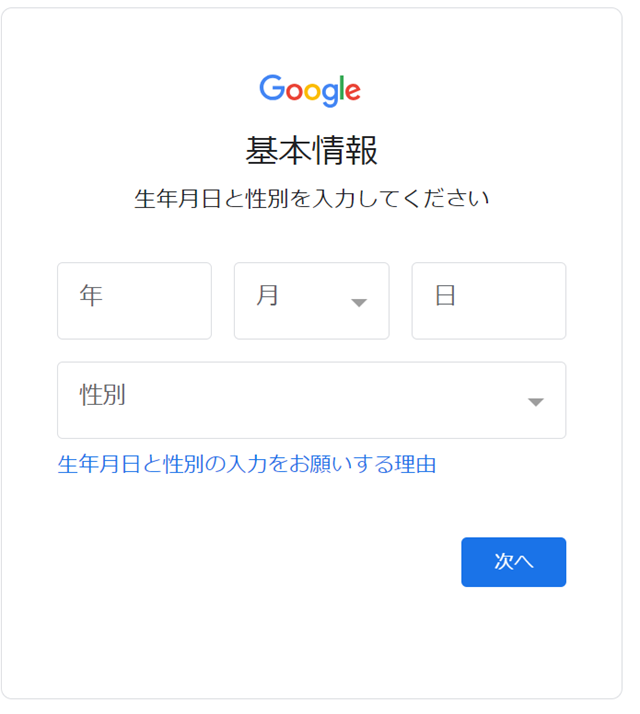 Google
基本情報
生年月日と性別を入力してください
年 月 日
性別
生年月日と性別の入力をお願いする理由
次へ